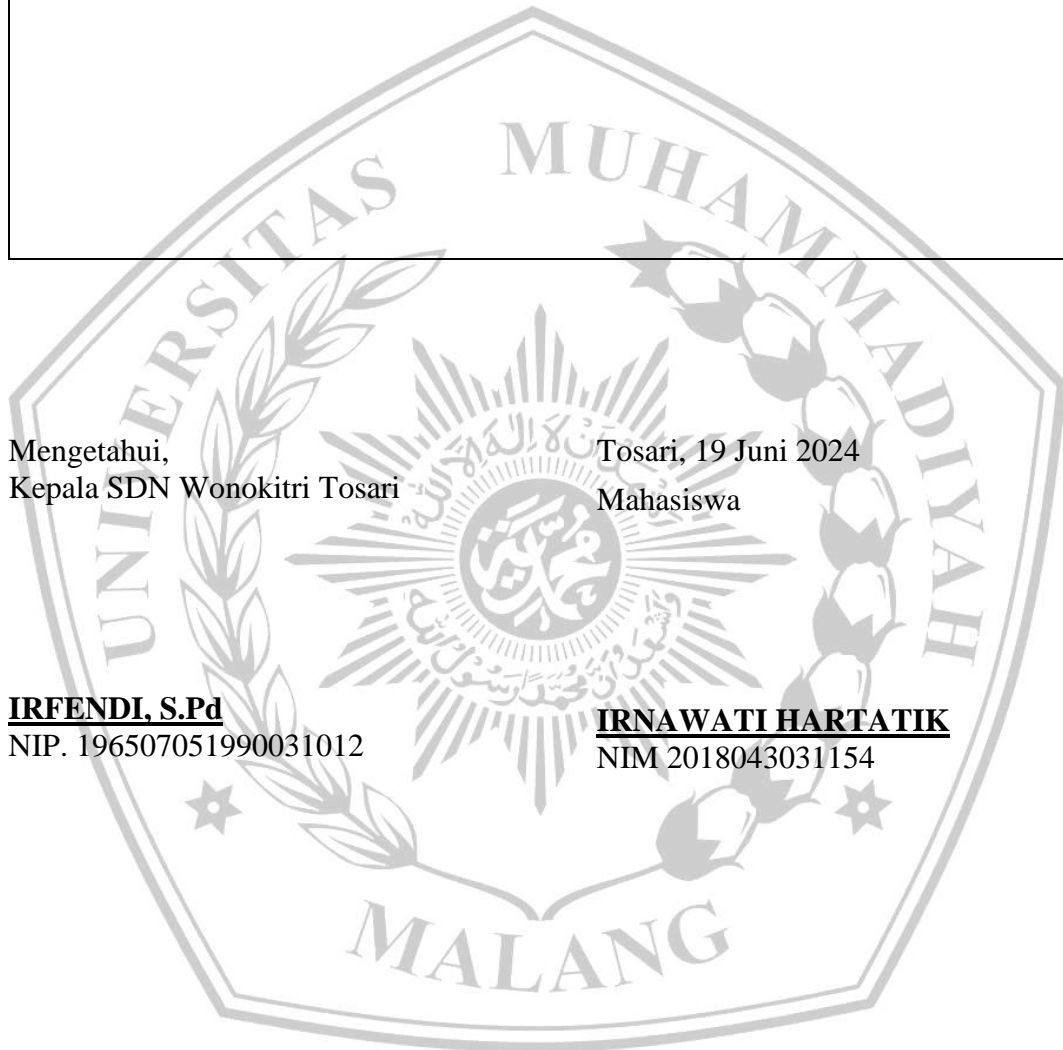 UNIVERSITAS MUHAMMADIYAH
MALANG
Mengetahui,
Kepala SDN Wonokitri Tosari
IRFENDI, S.Pd
NIP. 196507051990031012
Tosari, 19 Juni 2024
Mahasiswa
IRNAWATI HARTATIK
NIM 2018043031154